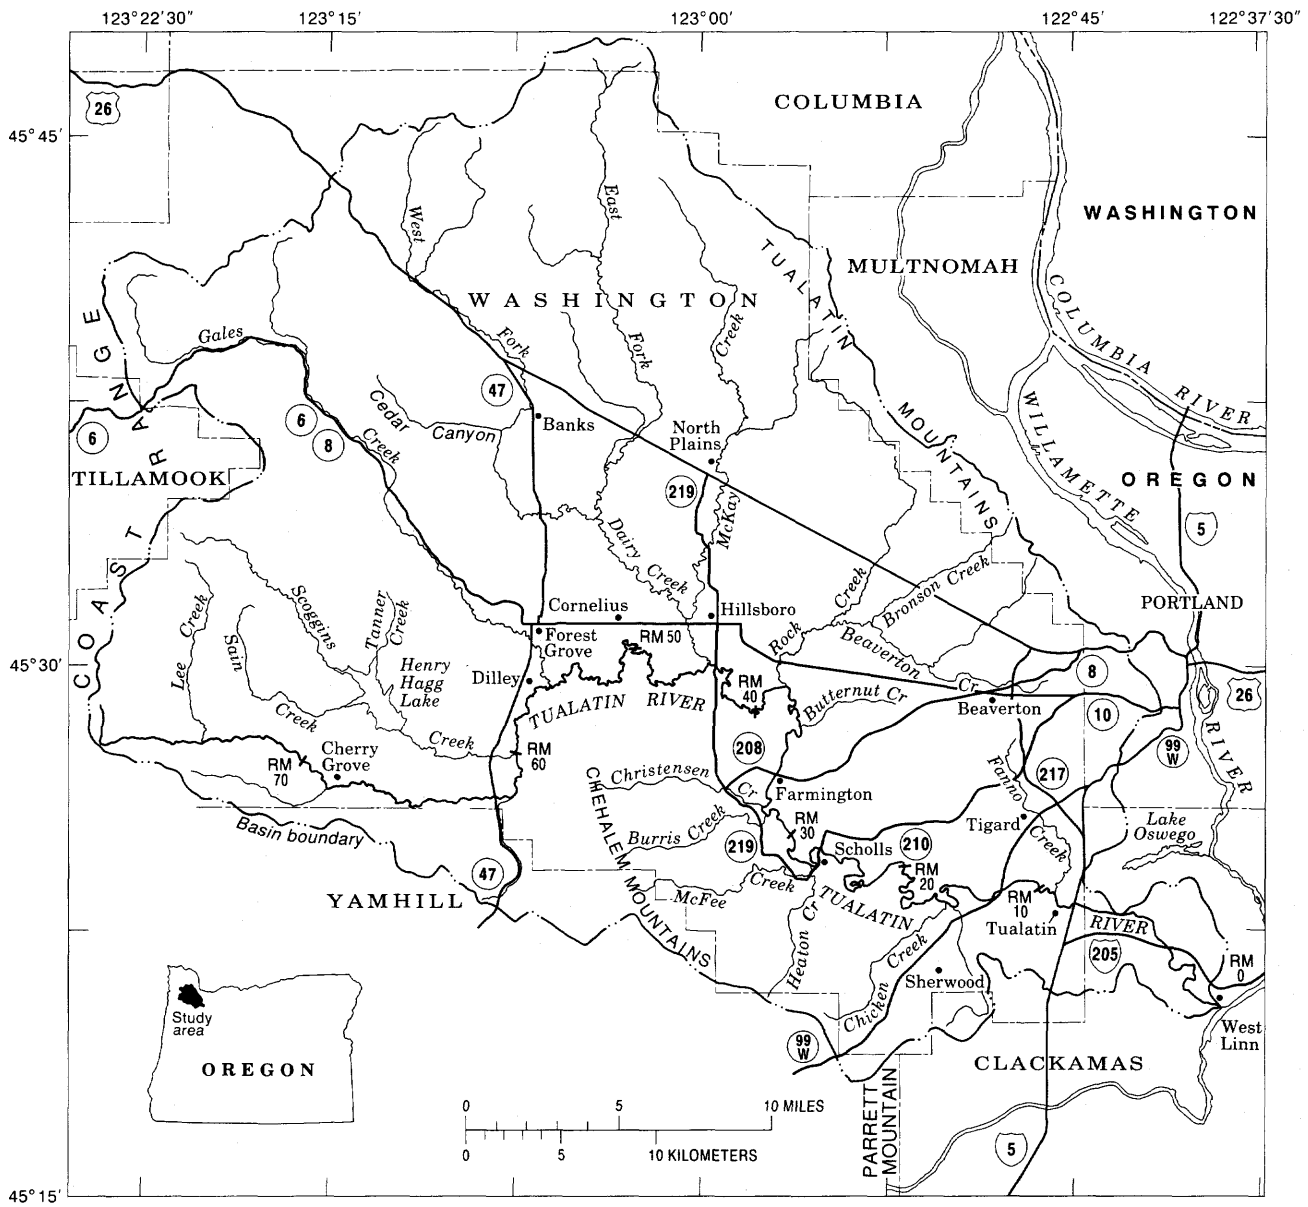 123°22'30"
123°15'
123°00'
122°45'
122°37'30"
26
COLUMBIA
45°45'
WASHINGTON
West
East
TUALATIN
MULTNOMAH
WASHINGTON
COLUMBIA
RIVER
Gales
Fork
Fork
Creek
COAST RANGE
47
Cedar
Canyon
Creek
Banks
North
Plains
MOUNTAINS
WILLAMETTE
6
6
8
TILLAMOOK
219
OREGON
McKay
5
Dairy
Creek
Scoggins
Tanner
Creek
Lee
Creek
Sain
Creek
Cornelius
Hillsboro
RM 50
Forest
Grove
Rock
Creek
Bronson Creek
Beaverton
Cr
PORTLAND
45°30'
Henry
Hagg
Lake
Dilley
TUALATIN
RIVER
RM
40
Butternut Cr
Beaverton
8
26
10
Creek
RM
60
208
99
W
RIVER
Cherry
Grove
RM
70
Christensen
Cr
Farmington
Fanno
Creek
217
Basin boundary
CHEHALEM MOUNTAINS
Burris Creek
RM
30
219
Scholls
210
Tigard
Lake
Oswego
47
YAMHILL
McFee
Creek
RM
20
TUALATIN
RM
10
Tualatin
RIVER
Heaton Cr
Chicken
Creek
205
RM
0
Sherwood
Study
area
OREGON
99
W
West
Linn
CLACKAMAS
PARRETT
MOUNTAIN
0
5
10 MILES
0
5
10 KILOMETERS
5
45°15'